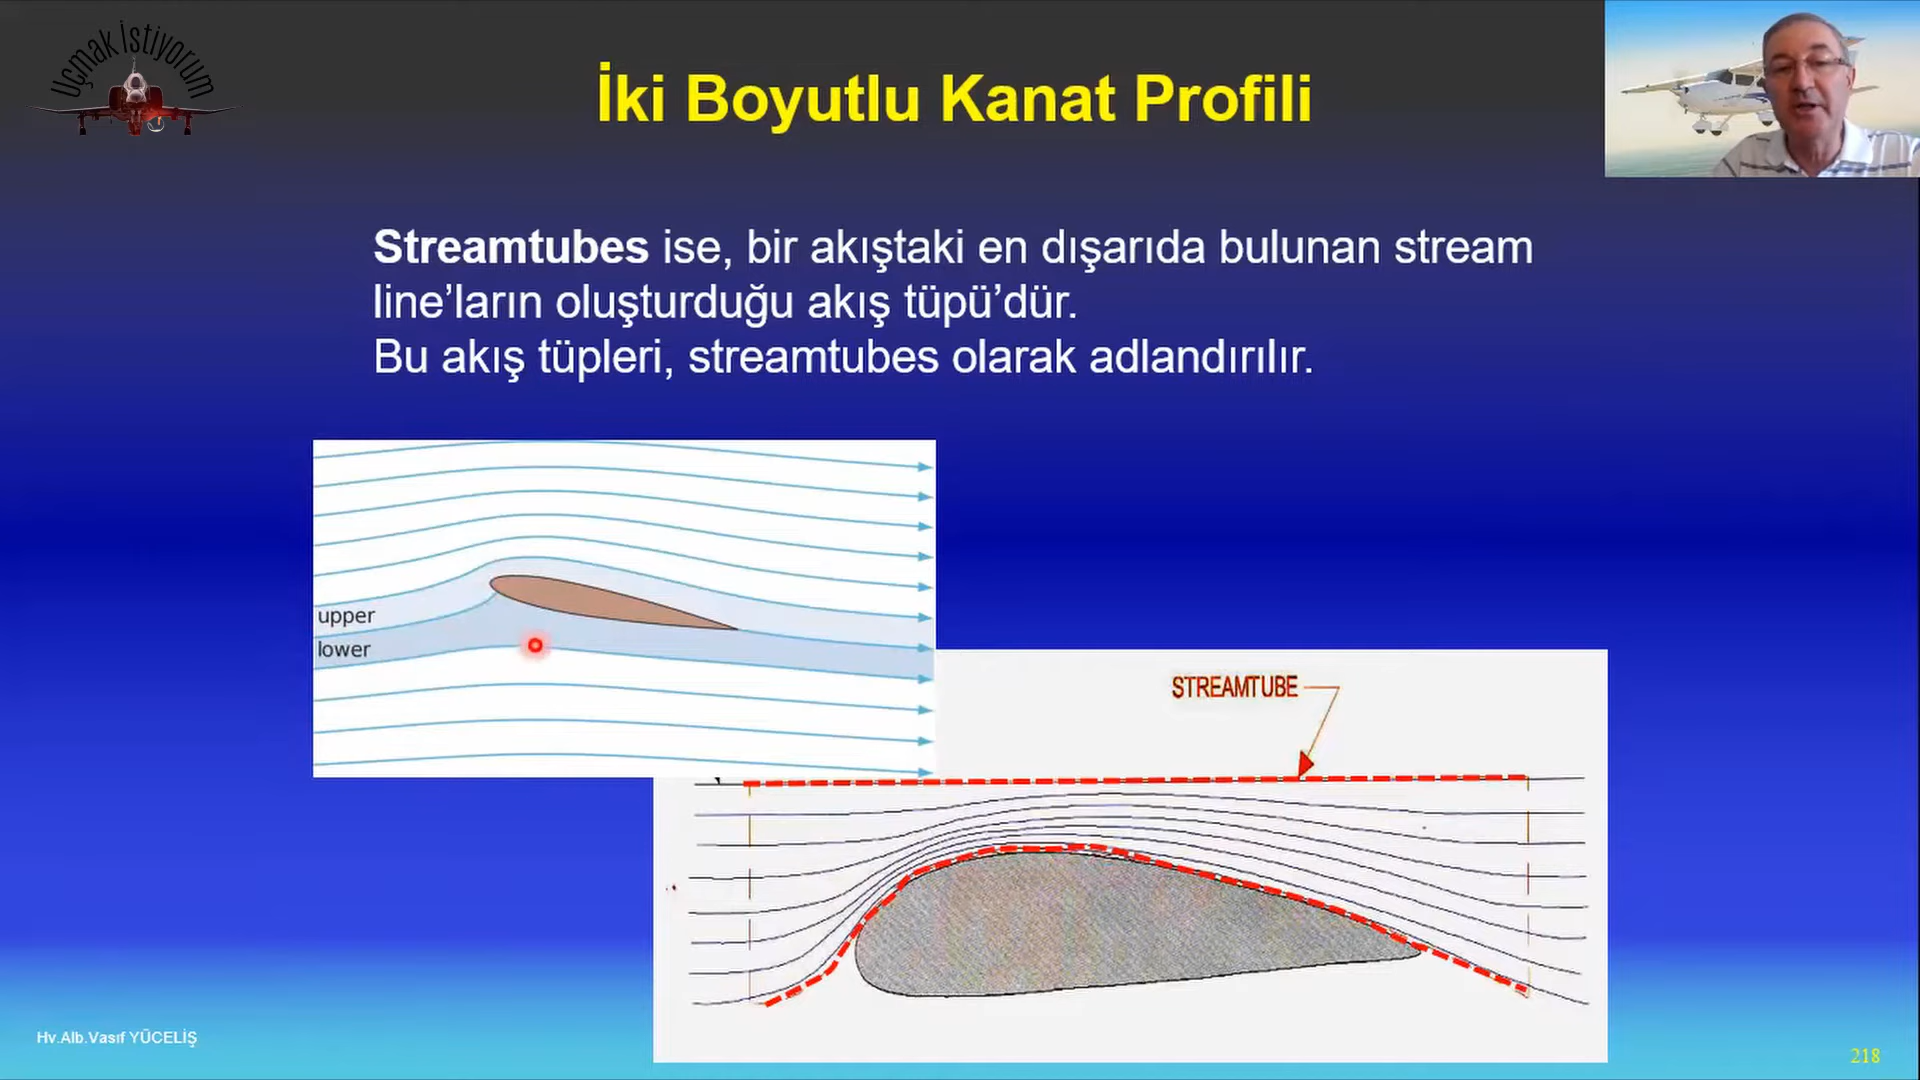 Uçmak İstiyorum
İki Boyutlu Kanat Profili
Streamtubes ise, bir akıştaki en dışarıda bulunan stream
line’ların oluşturduğu akış tüpü’dür.
Bu akış tüpleri, streamtubes olarak adlandırılır.
upper
lower
STREAMTUBE
Hv.Alb.Vasıf YÜCELİŞ
218